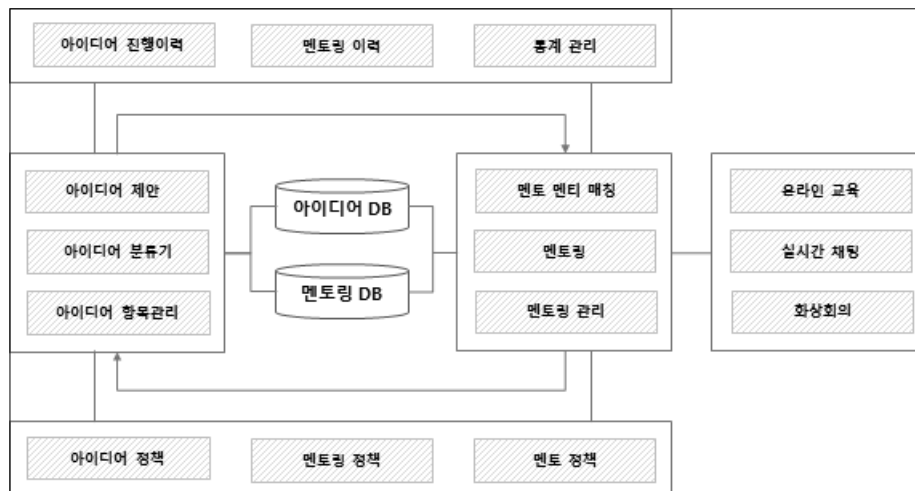 아이디어 진행이력
멘토링 이력
통계 관리
아이디어 제안
아이디어 분류기
아이디어 항목관리
아이디어 DB
멘토링 DB
멘토 멘티 매칭
멘토링
멘토링 관리
온라인 교육
실시간 채팅
화상회의
아이디어 정책
멘토링 정책
멘토 정책